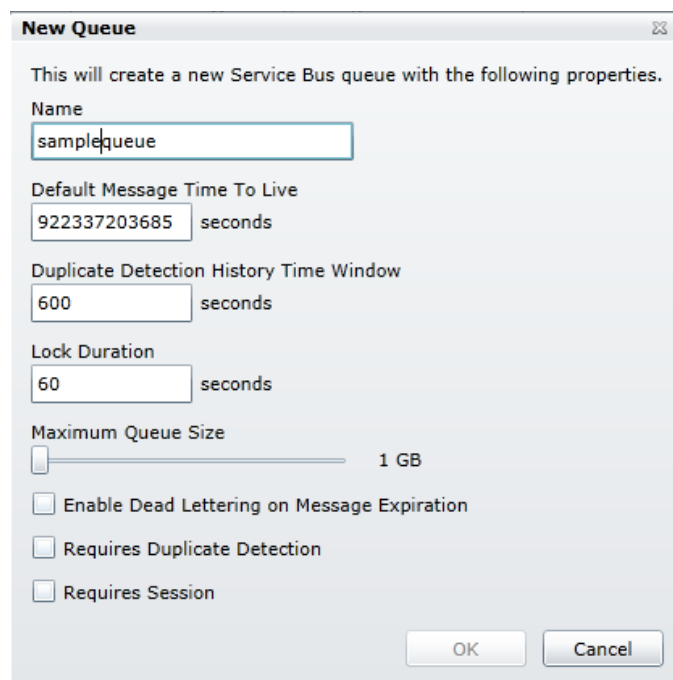 New Queue
This will create a new Service Bus queue with the following properties.
Name
samplequeue
Default Message Time To Live
922337203685 seconds
Duplicate Detection History Time Window
600 seconds
Lock Duration
60 seconds
Maximum Queue Size
1 GB
Enable Dead Lettering on Message Expiration
Requires Duplicate Detection
Requires Session
OK Cancel